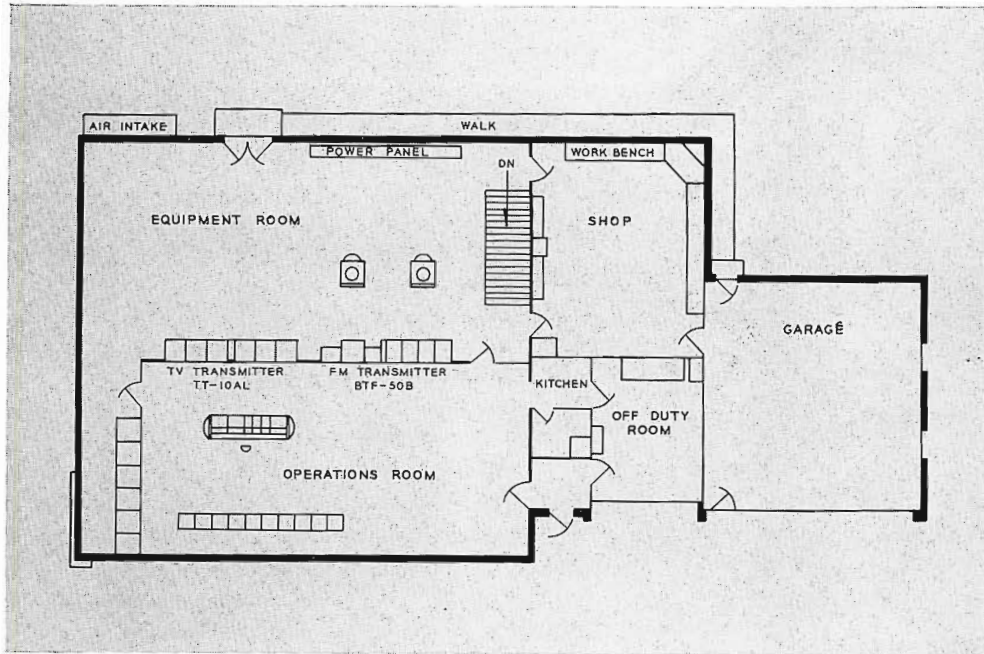 AIR INTAKE
WALK
POWER PANEL
WORK BENCH
DN
EQUIPMENT ROOM
SHOP
GARAGE
TV TRANSMITTER
TT-10AL
FM TRANSMITTER
BTF-50B
KITCHEN
OFF DUTY
ROOM
OPERATIONS ROOM